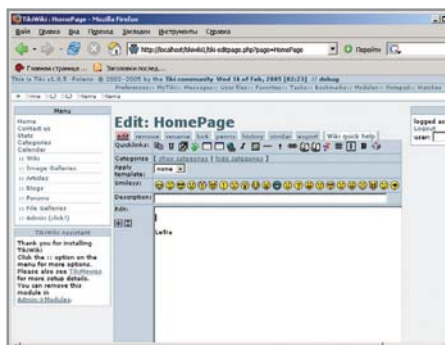 TikiWiki : HomePage - Mozilla Firefox
Файл Правка Вид Переход Закладки Инструменты Справка
http://localhost/tikiwiki/tiki-editpage.php?page=HomePage
Перейти
Главная страница ... Заголовки послед...
This is Tiki v1.8.5 -Polaris- © 2002-2005 by the Tiki community Wed 16 of Feb, 2005 [02:23] // debug
Menu
Home
Contact us
Stats
Categories
Calendar
:: Wiki
:: Image Galleries
:: Articles
:: Blogs
:: Forums
:: File Galleries
:: Admin (click!)
TikiWiki Assistant
Thank you for installing
TikiWiki
Click the :: option on the
menu for more options.
Please also see TikiMovies
for more setup details.
You can remove this
module in
Admin->Modules.
Edit: HomePage
edit remove rename lock perms history similar export Wiki quick help
Quicklinks:
Categorize [ show categories | hide categories ]
Apply
template: none
Smileys:
Description:
Edit:
logged as
Logout
user: